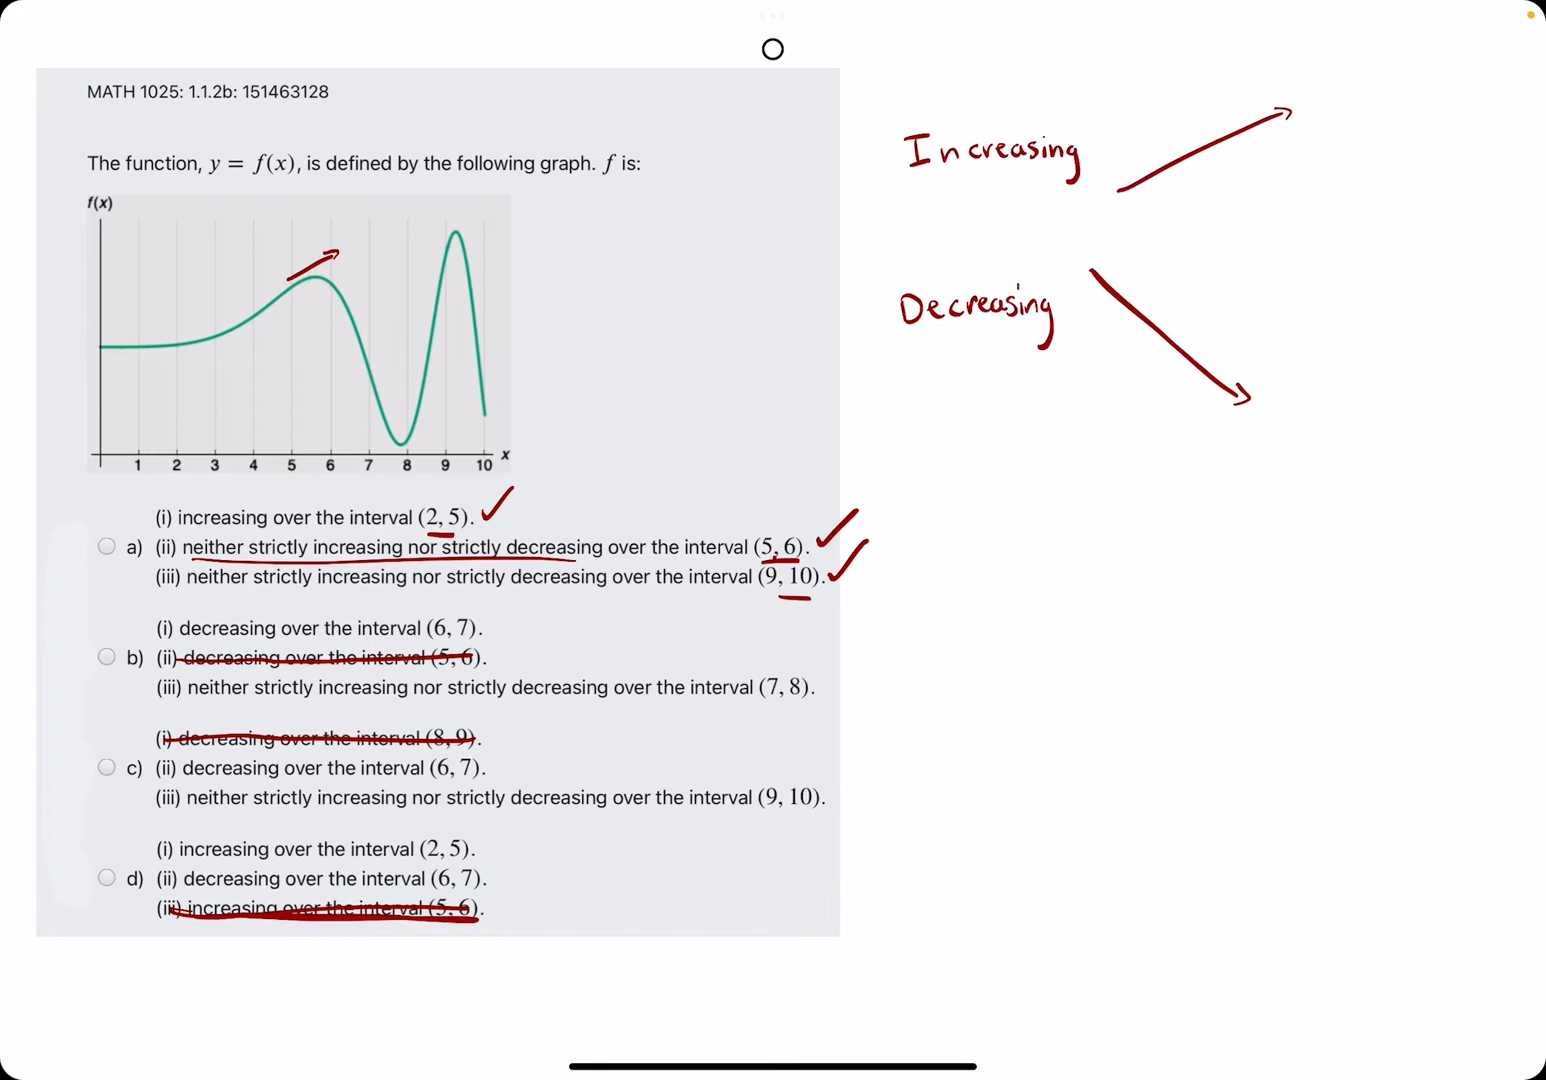 MATH 1025: 1.1.2b: 151463128
The function, y = f(x), is defined by the following graph. f is:
f(x)
x
1 2 3 4 5 6 7 8 9 10
(i) increasing over the interval (2, 5).
a) (ii) neither strictly increasing nor strictly decreasing over the interval (5, 6).
(iii) neither strictly increasing nor strictly decreasing over the interval (9, 10).
(i) decreasing over the interval (6, 7).
b) (ii) decreasing over the interval (5, 6).
(iii) neither strictly increasing nor strictly decreasing over the interval (7, 8).
(i) decreasing over the interval (8, 9).
c) (ii) decreasing over the interval (6, 7).
(iii) neither strictly increasing nor strictly decreasing over the interval (9, 10).
(i) increasing over the interval (2, 5).
d) (ii) decreasing over the interval (6, 7).
(iii) increasing over the interval (5, 6).
Increasing
Decreasing